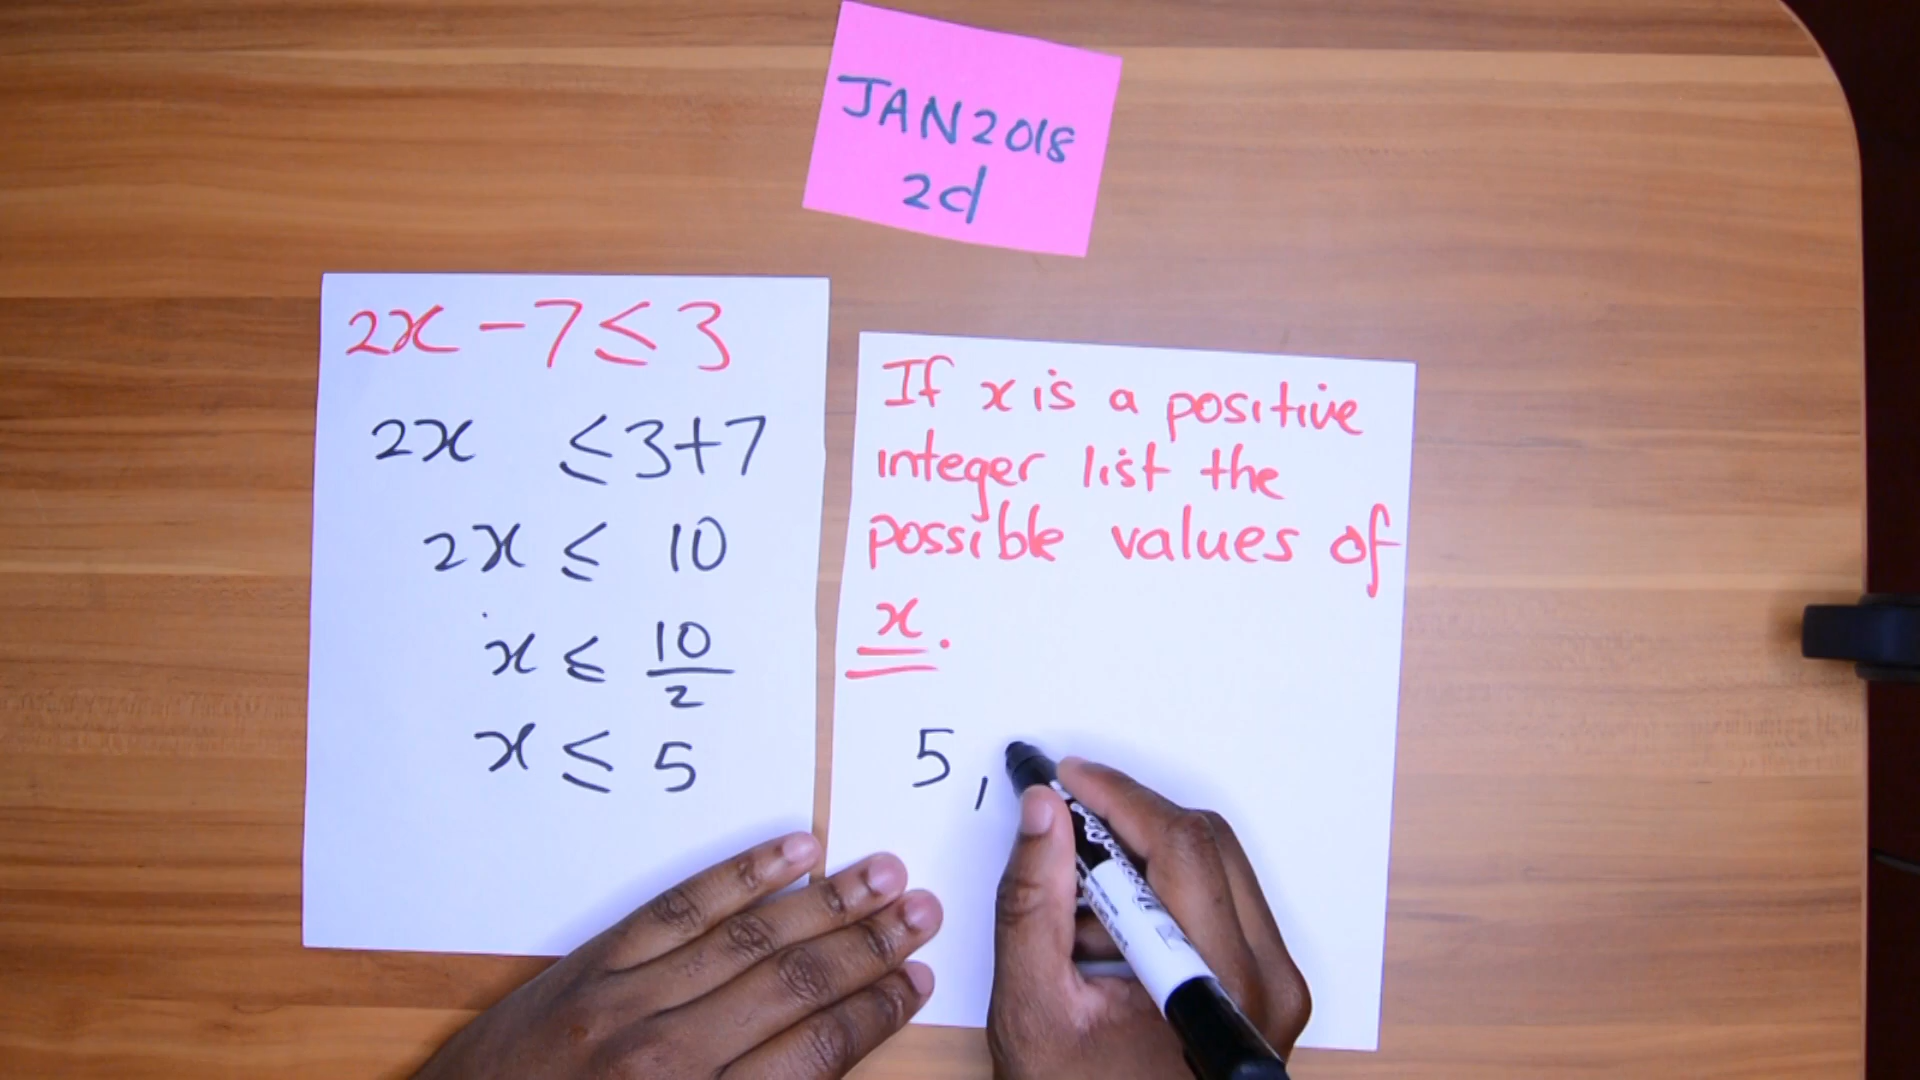 JAN 2018
2d
2x - 7 ≤ 3
2x ≤ 3+7
2x ≤ 10
x ≤ 10/2
x ≤ 5
If x is a positive
integer list the
possible values of
x.
5,